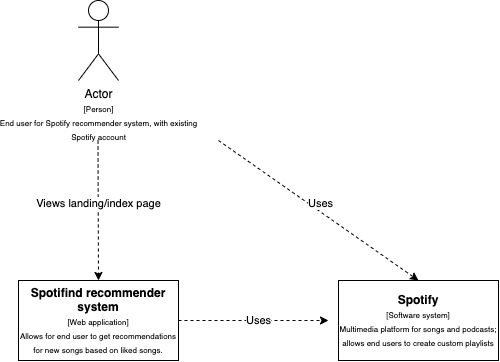 Actor
[Person]
End user for Spotify recommender system, with existing
Spotify account
Views landing/index page
Uses
Spotifind recommender
system
[Web application]
Allows for end user to get recommendations
for new songs based on liked songs.
Uses
Spotify
[Software system]
Multimedia platform for songs and podcasts;
allows end users to create custom playlists